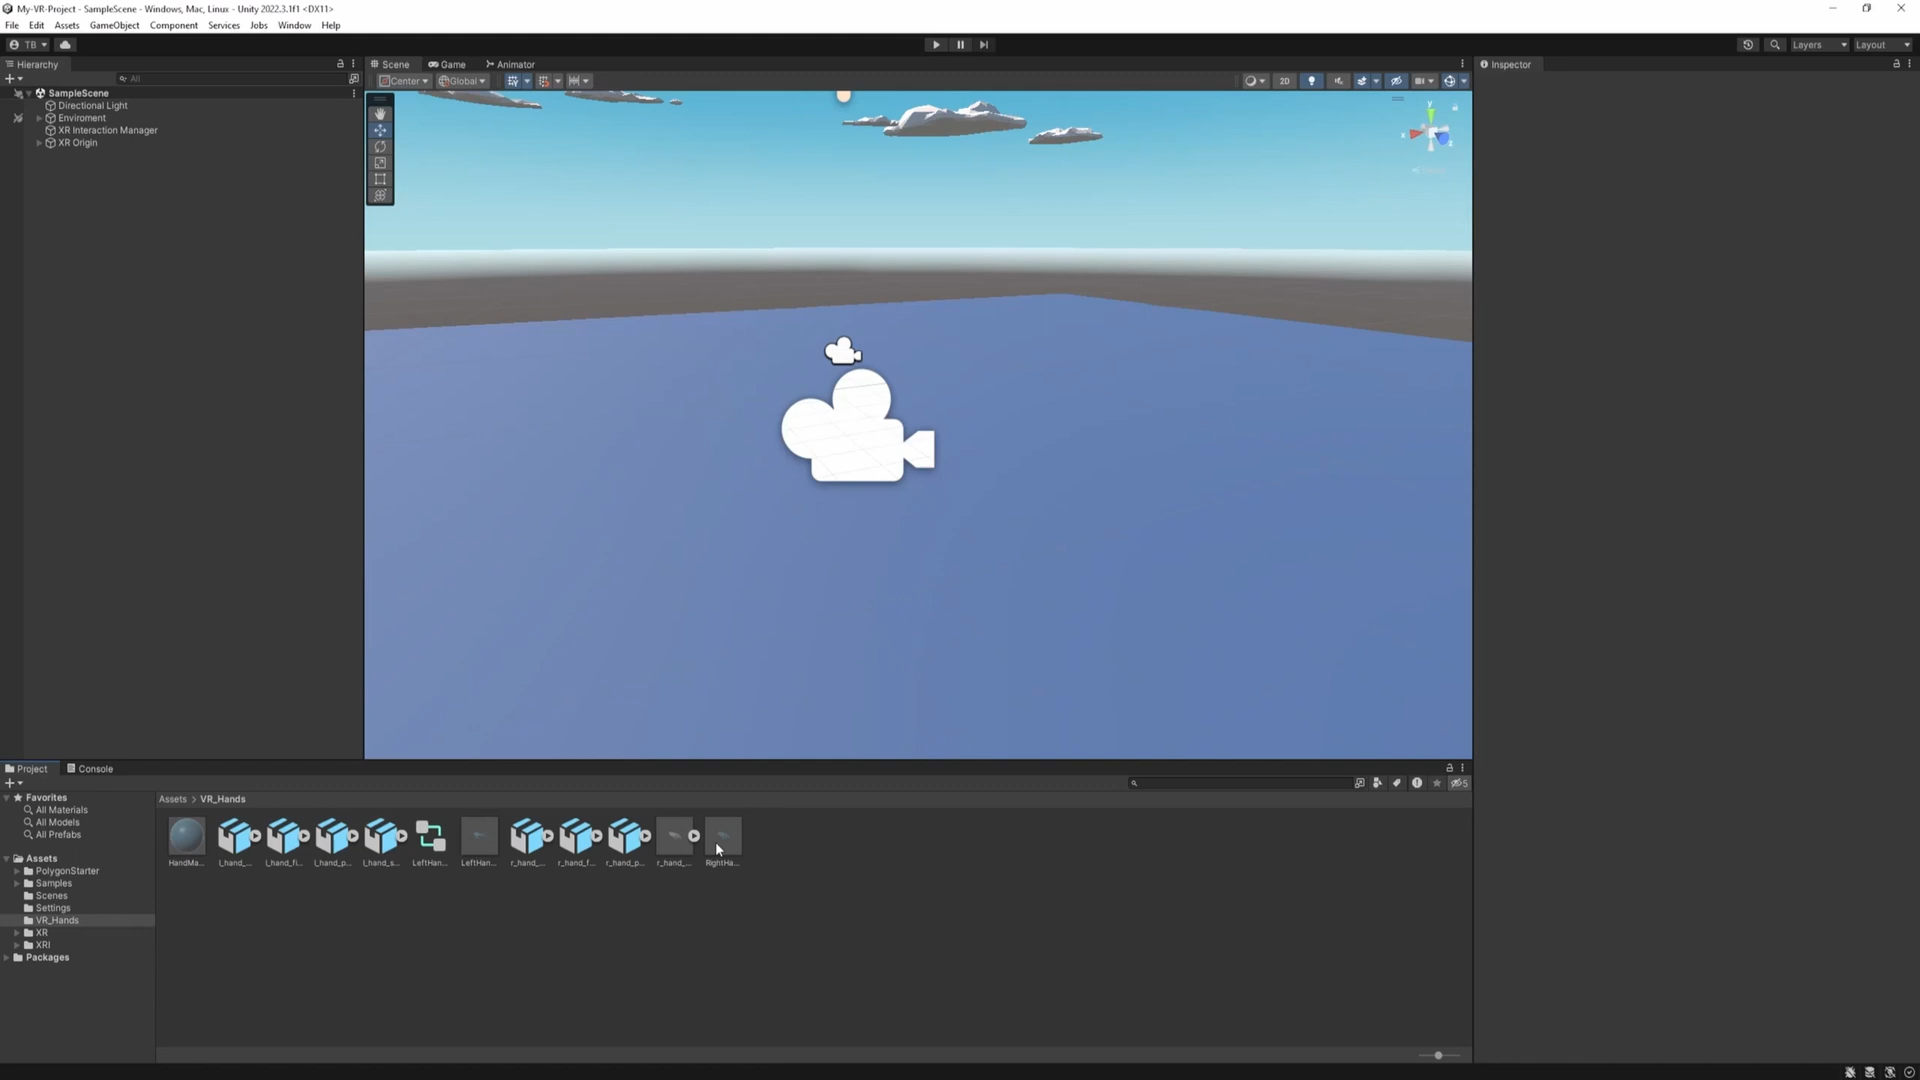 My-VR-Project - SampleScene - Windows, Mac, Linux - Unity 2022.3.1f1 <DX11>
File Edit Assets GameObject Component Services Jobs Window Help
TB Layers Layout
Hierarchy Scene Game Animator Inspector
All Center Global 2D
SampleScene
Directional Light
Enviroment
XR Interaction Manager
XR Origin
y
x
z
Project Console
5
Favorites
All Materials
All Models
All Prefabs
Assets > VR_Hands
Assets
PolygonStarter
Samples
Scenes
Settings
VR_Hands
XR
XRI
Packages
HandMa... l_hand_... l_hand_fi... l_hand_p... l_hand_s... LeftHan... LeftHan... r_hand_... r_hand_f... r_hand_p... r_hand_... RightHa...